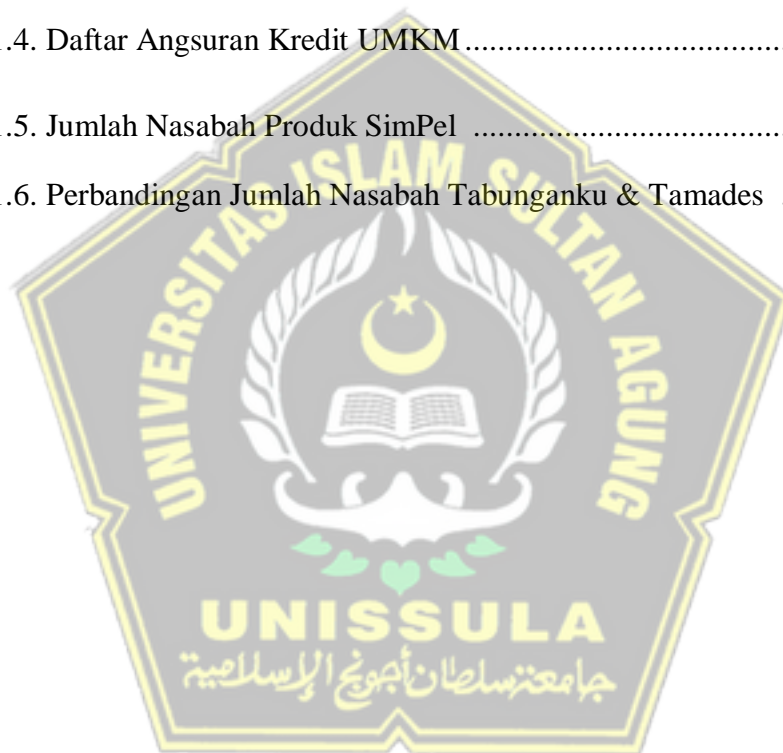 .4. Daftar Angsuran Kredit UMKM ........................................
.5. Jumlah Nasabah Produk SimPel ........................................
.6. Perbandingan Jumlah Nasabah Tabunganku & Tamades .
UNIVERSITAS ISLAM SULTAN AGUNG
UNISSULA
جامعة سلطان أجونج الإسلامية